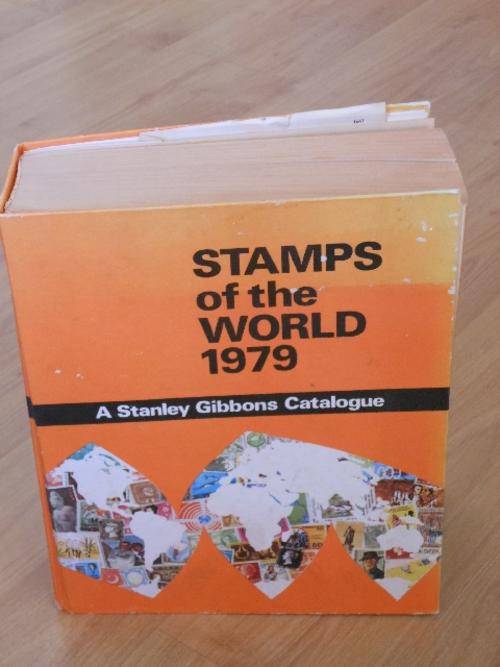 STAMPS
of the
WORLD
1979
A Stanley Gibbons Catalogue